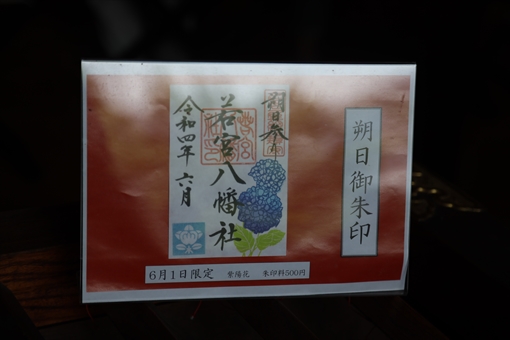 朔日御朱印
朔日参り
若宮八幡社
令和四年 六月
6月1日限定 紫陽花 朱印料500円